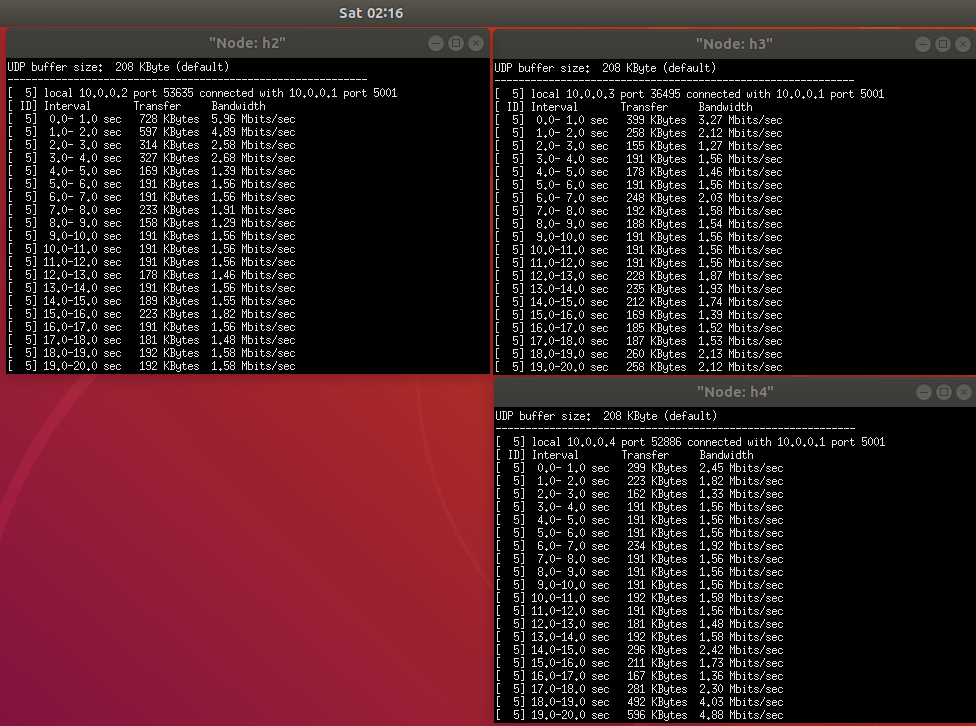 Sat 02:16
"Node: h2"
UDP buffer size:  208 KByte (default)
------------------------------------------------------------
[  5] local 10.0.0.2 port 53635 connected with 10.0.0.1 port 5001
[ ID] Interval       Transfer     Bandwidth
[  5]  0.0- 1.0 sec   728 KBytes  5.96 Mbits/sec
[  5]  1.0- 2.0 sec   597 KBytes  4.89 Mbits/sec
[  5]  2.0- 3.0 sec   314 KBytes  2.58 Mbits/sec
[  5]  3.0- 4.0 sec   327 KBytes  2.68 Mbits/sec
[  5]  4.0- 5.0 sec   169 KBytes  1.39 Mbits/sec
[  5]  5.0- 6.0 sec   191 KBytes  1.56 Mbits/sec
[  5]  6.0- 7.0 sec   191 KBytes  1.56 Mbits/sec
[  5]  7.0- 8.0 sec   233 KBytes  1.91 Mbits/sec
[  5]  8.0- 9.0 sec   158 KBytes  1.29 Mbits/sec
[  5]  9.0-10.0 sec   191 KBytes  1.56 Mbits/sec
[  5] 10.0-11.0 sec   191 KBytes  1.56 Mbits/sec
[  5] 11.0-12.0 sec   191 KBytes  1.56 Mbits/sec
[  5] 12.0-13.0 sec   178 KBytes  1.46 Mbits/sec
[  5] 13.0-14.0 sec   191 KBytes  1.56 Mbits/sec
[  5] 14.0-15.0 sec   189 KBytes  1.55 Mbits/sec
[  5] 15.0-16.0 sec   223 KBytes  1.82 Mbits/sec
[  5] 16.0-17.0 sec   191 KBytes  1.56 Mbits/sec
[  5] 17.0-18.0 sec   181 KBytes  1.48 Mbits/sec
[  5] 18.0-19.0 sec   192 KBytes  1.58 Mbits/sec
[  5] 19.0-20.0 sec   192 KBytes  1.58 Mbits/sec
"Node: h3"
UDP buffer size:  208 KByte (default)
------------------------------------------------------------
[  5] local 10.0.0.3 port 36495 connected with 10.0.0.1 port 5001
[ ID] Interval       Transfer     Bandwidth
[  5]  0.0- 1.0 sec   399 KBytes  3.27 Mbits/sec
[  5]  1.0- 2.0 sec   258 KBytes  2.12 Mbits/sec
[  5]  2.0- 3.0 sec   155 KBytes  1.27 Mbits/sec
[  5]  3.0- 4.0 sec   191 KBytes  1.56 Mbits/sec
[  5]  4.0- 5.0 sec   178 KBytes  1.46 Mbits/sec
[  5]  5.0- 6.0 sec   191 KBytes  1.56 Mbits/sec
[  5]  6.0- 7.0 sec   248 KBytes  2.03 Mbits/sec
[  5]  7.0- 8.0 sec   192 KBytes  1.58 Mbits/sec
[  5]  8.0- 9.0 sec   188 KBytes  1.54 Mbits/sec
[  5]  9.0-10.0 sec   191 KBytes  1.56 Mbits/sec
[  5] 10.0-11.0 sec   191 KBytes  1.56 Mbits/sec
[  5] 11.0-12.0 sec   191 KBytes  1.56 Mbits/sec
[  5] 12.0-13.0 sec   228 KBytes  1.87 Mbits/sec
[  5] 13.0-14.0 sec   235 KBytes  1.93 Mbits/sec
[  5] 14.0-15.0 sec   212 KBytes  1.74 Mbits/sec
[  5] 15.0-16.0 sec   169 KBytes  1.39 Mbits/sec
[  5] 16.0-17.0 sec   185 KBytes  1.52 Mbits/sec
[  5] 17.0-18.0 sec   187 KBytes  1.53 Mbits/sec
[  5] 18.0-19.0 sec   260 KBytes  2.13 Mbits/sec
[  5] 19.0-20.0 sec   258 KBytes  2.12 Mbits/sec
"Node: h4"
UDP buffer size:  208 KByte (default)
------------------------------------------------------------
[  5] local 10.0.0.4 port 52886 connected with 10.0.0.1 port 5001
[ ID] Interval       Transfer     Bandwidth
[  5]  0.0- 1.0 sec   299 KBytes  2.45 Mbits/sec
[  5]  1.0- 2.0 sec   223 KBytes  1.82 Mbits/sec
[  5]  2.0- 3.0 sec   162 KBytes  1.33 Mbits/sec
[  5]  3.0- 4.0 sec   191 KBytes  1.56 Mbits/sec
[  5]  4.0- 5.0 sec   191 KBytes  1.56 Mbits/sec
[  5]  5.0- 6.0 sec   191 KBytes  1.56 Mbits/sec
[  5]  6.0- 7.0 sec   234 KBytes  1.92 Mbits/sec
[  5]  7.0- 8.0 sec   191 KBytes  1.56 Mbits/sec
[  5]  8.0- 9.0 sec   191 KBytes  1.56 Mbits/sec
[  5]  9.0-10.0 sec   191 KBytes  1.56 Mbits/sec
[  5] 10.0-11.0 sec   192 KBytes  1.58 Mbits/sec
[  5] 11.0-12.0 sec   191 KBytes  1.56 Mbits/sec
[  5] 12.0-13.0 sec   181 KBytes  1.48 Mbits/sec
[  5] 13.0-14.0 sec   192 KBytes  1.58 Mbits/sec
[  5] 14.0-15.0 sec   296 KBytes  2.42 Mbits/sec
[  5] 15.0-16.0 sec   211 KBytes  1.73 Mbits/sec
[  5] 16.0-17.0 sec   167 KBytes  1.36 Mbits/sec
[  5] 17.0-18.0 sec   281 KBytes  2.30 Mbits/sec
[  5] 18.0-19.0 sec   492 KBytes  4.03 Mbits/sec
[  5] 19.0-20.0 sec   596 KBytes  4.88 Mbits/sec